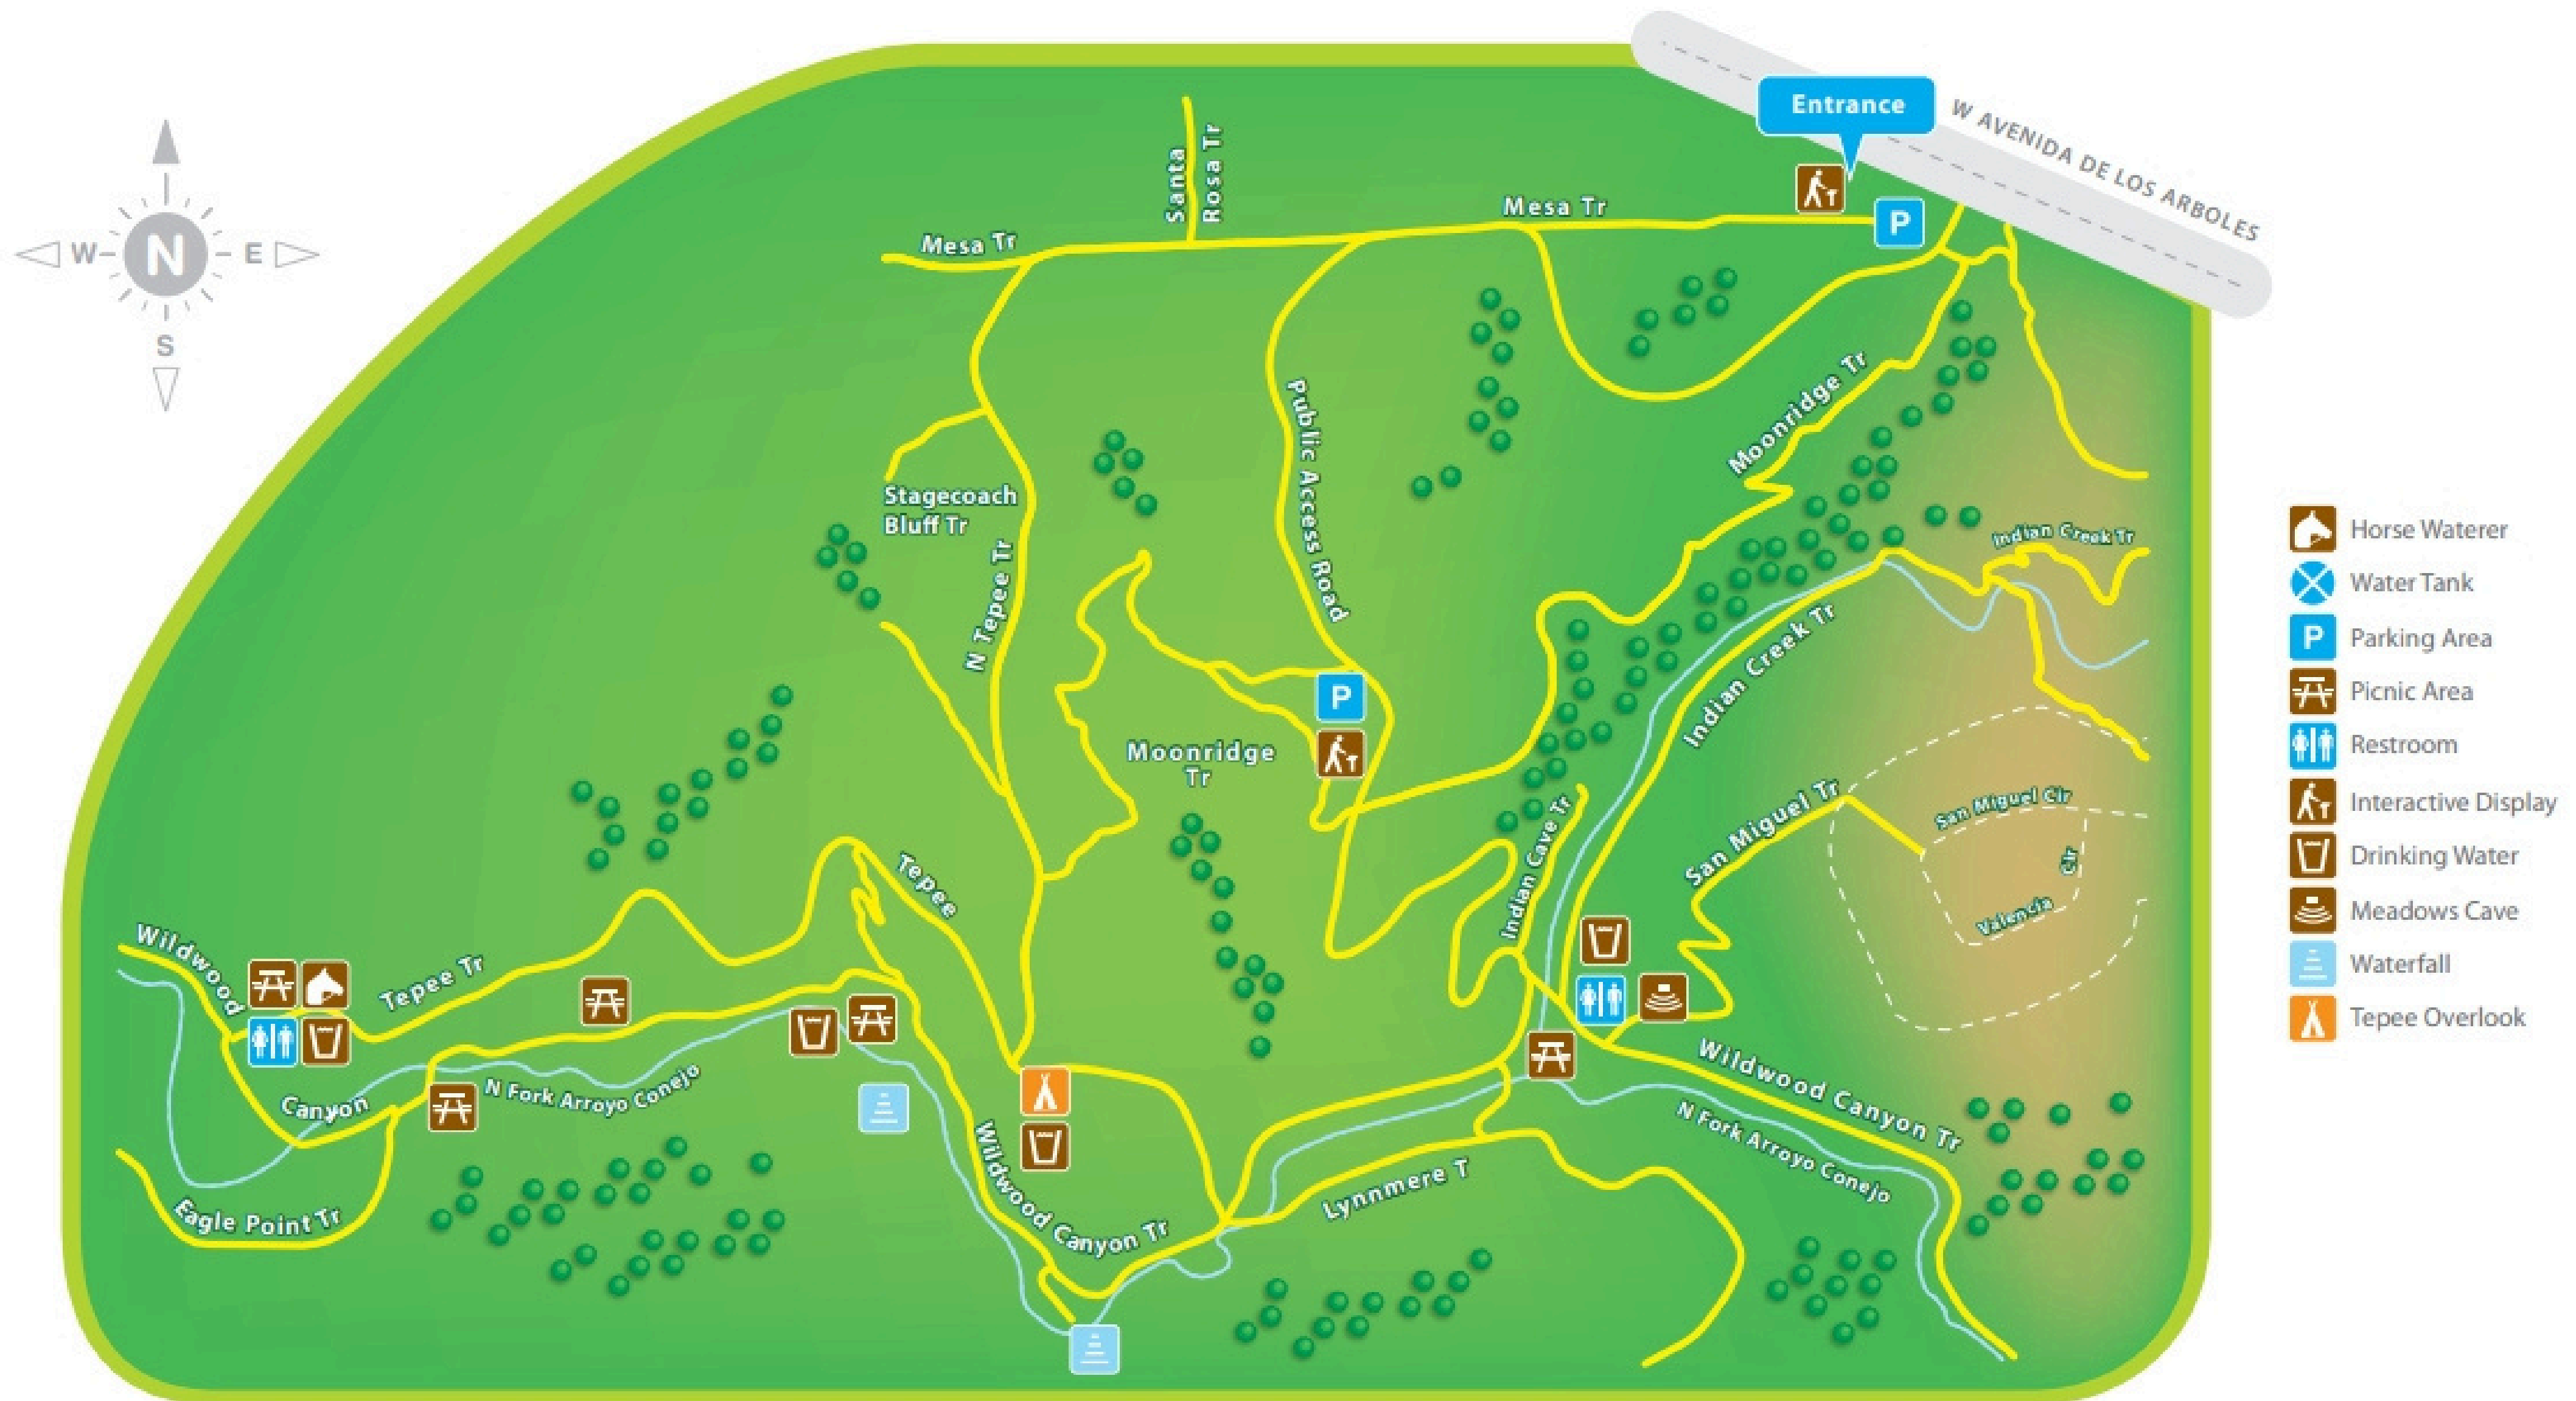 Entrance
W AVENIDA DE LOS ARBOLES
P
Santa
Rosa Tr
Mesa Tr
Mesa Tr
N
W
E
S
Public Access Road
Moonridge Tr
Stagecoach
Bluff Tr
N Tepee Tr
Indian Creek Tr
Indian Creek Tr
P
Moonridge
Tr
San Miguel Tr
San Miguel Cir
Cir
Valencia
Indian Cave Tr
Tepee
Wildwood
Tepee Tr
Canyon
N Fork Arroyo Conejo
Eagle Point Tr
Wildwood Canyon Tr
Lynnmere T
Wildwood Canyon Tr
N Fork Arroyo Conejo
Horse Waterer
Water Tank
P Parking Area
Picnic Area
Restroom
Interactive Display
Drinking Water
Meadows Cave
Waterfall
Tepee Overlook